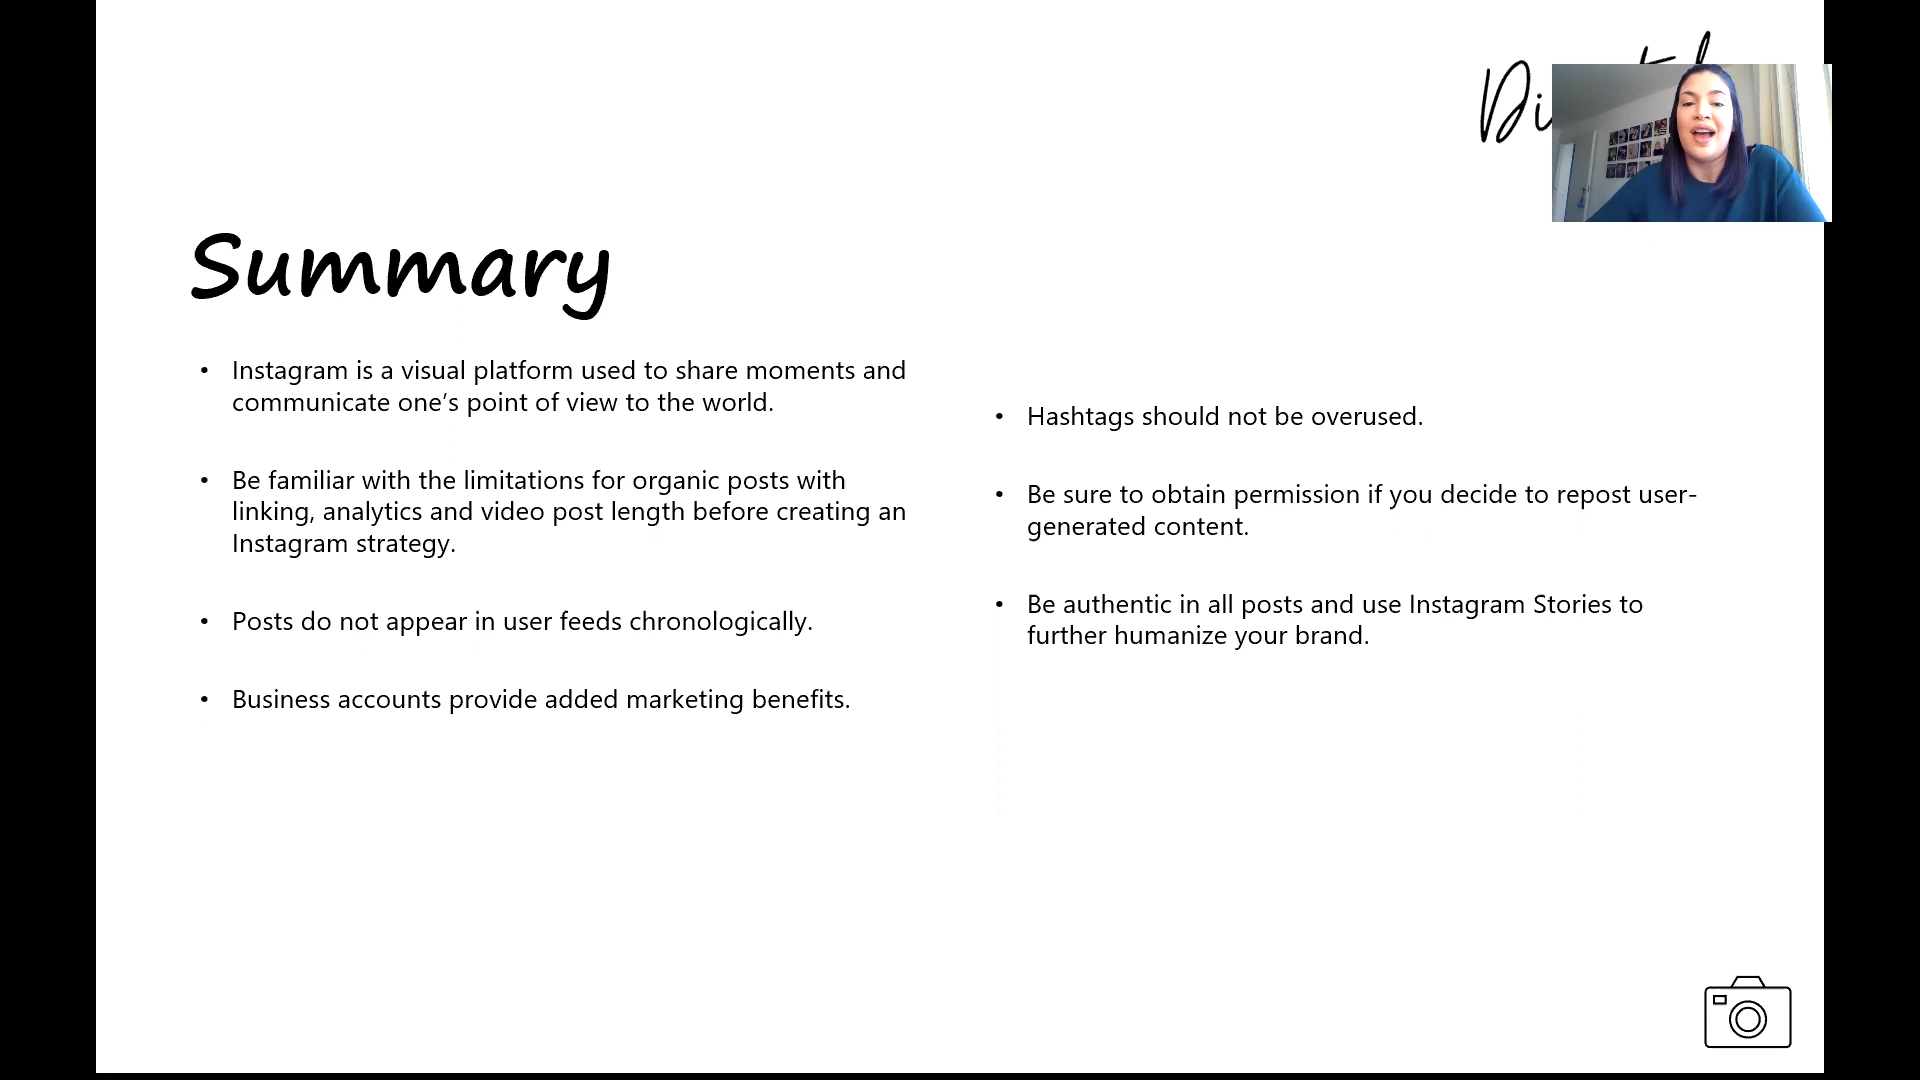 Summary
• Instagram is a visual platform used to share moments and
communicate one’s point of view to the world.
• Be familiar with the limitations for organic posts with
linking, analytics and video post length before creating an
Instagram strategy.
• Posts do not appear in user feeds chronologically.
• Business accounts provide added marketing benefits.
• Hashtags should not be overused.
• Be sure to obtain permission if you decide to repost user-
generated content.
• Be authentic in all posts and use Instagram Stories to
further humanize your brand.